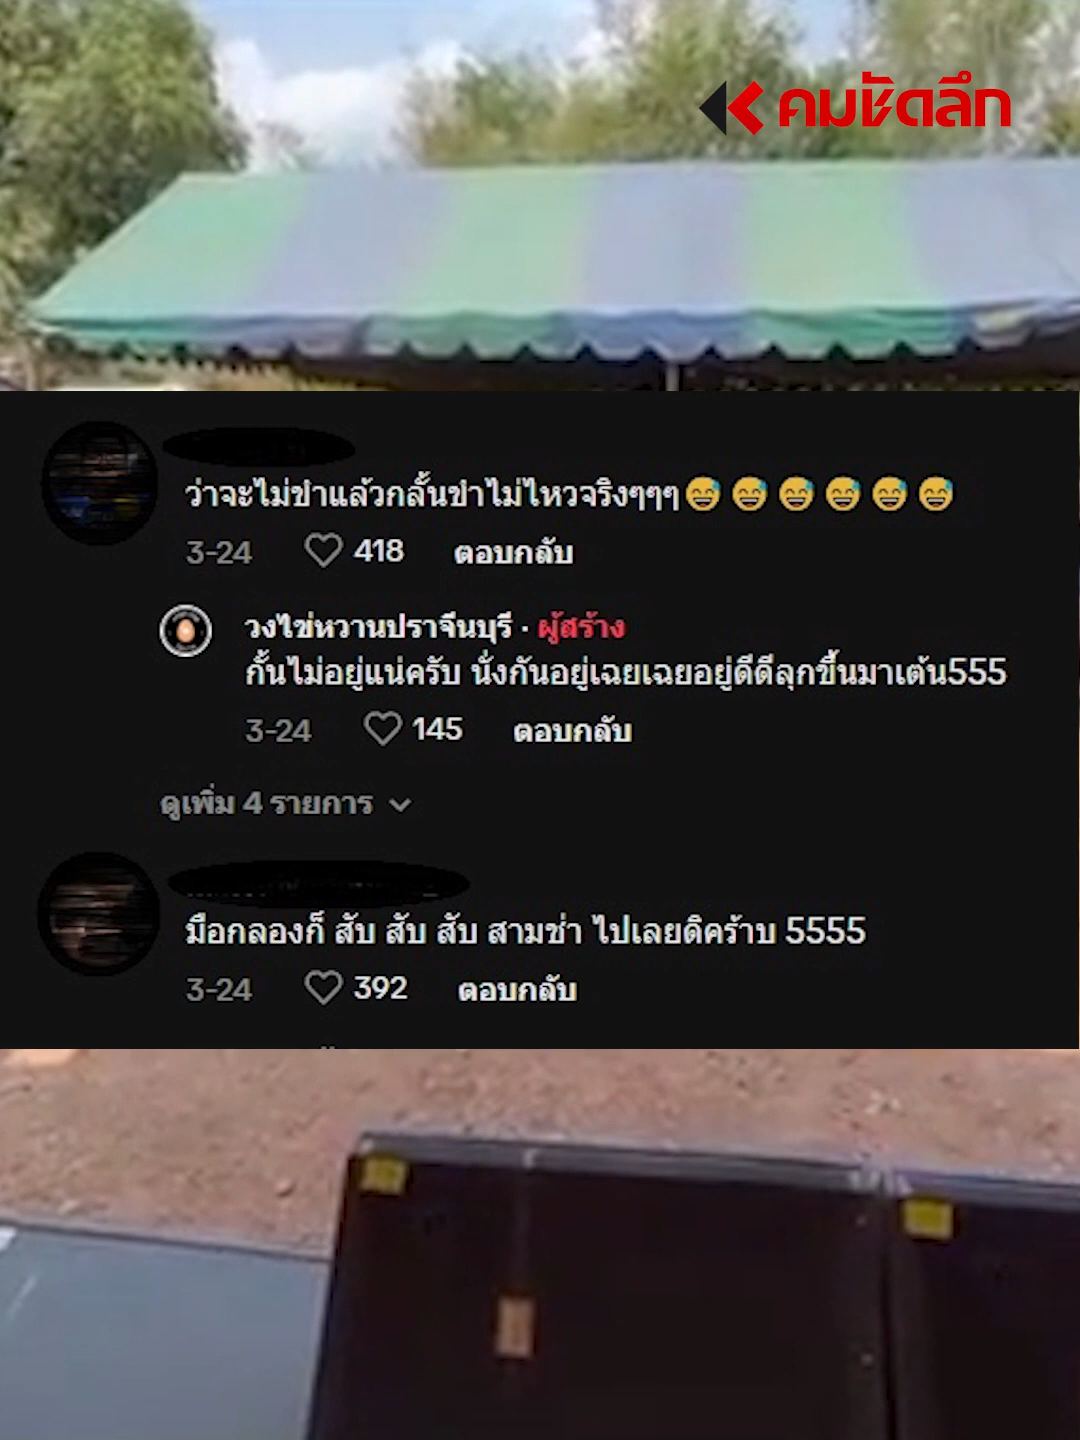 คมชัดลึก
ว่าจะไม่ขำแล้วกลั้นขำไม่ไหวจริงๆๆๆ😅😅😅😅😅😅
3-24 418 ตอบกลับ
วงไข่หวานปราจีนบุรี · ผู้สร้าง
กั้นไม่อยู่แน่ครับ นั่งกันอยู่เฉยเฉยอยู่ดีดีลุกขึ้นมาเต้น555
3-24 145 ตอบกลับ
ดูเพิ่ม 4 รายการ
มือกลองก็ สับ สับ สับ สามช่า ไปเลยดิคร้าบ 5555
3-24 392 ตอบกลับ